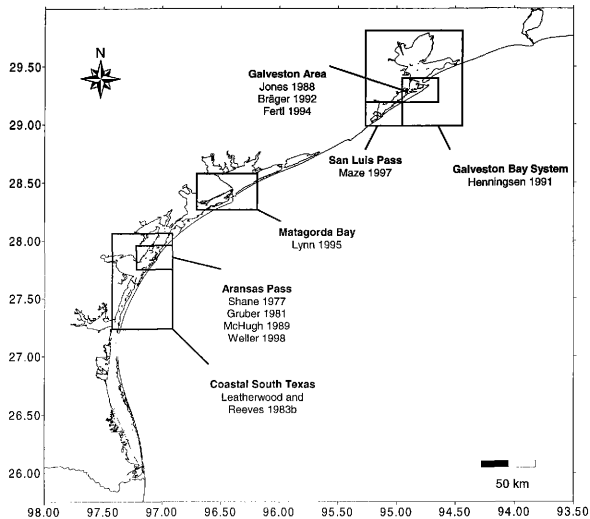 N
29.50
29.00
28.50
28.00
27.50
27.00
26.50
26.00
Galveston Area
Jones 1988
Bräger 1992
Fertl 1994
San Luis Pass
Maze 1997
Galveston Bay System
Henningsen 1991
Matagorda Bay
Lynn 1995
Aransas Pass
Shane 1977
Gruber 1981
McHugh 1989
Weller 1998
Coastal South Texas
Leatherwood and
Reeves 1983b
50 km
98.00 97.50 97.00 96.50 96.00 95.50 95.00 94.50 94.00 93.50